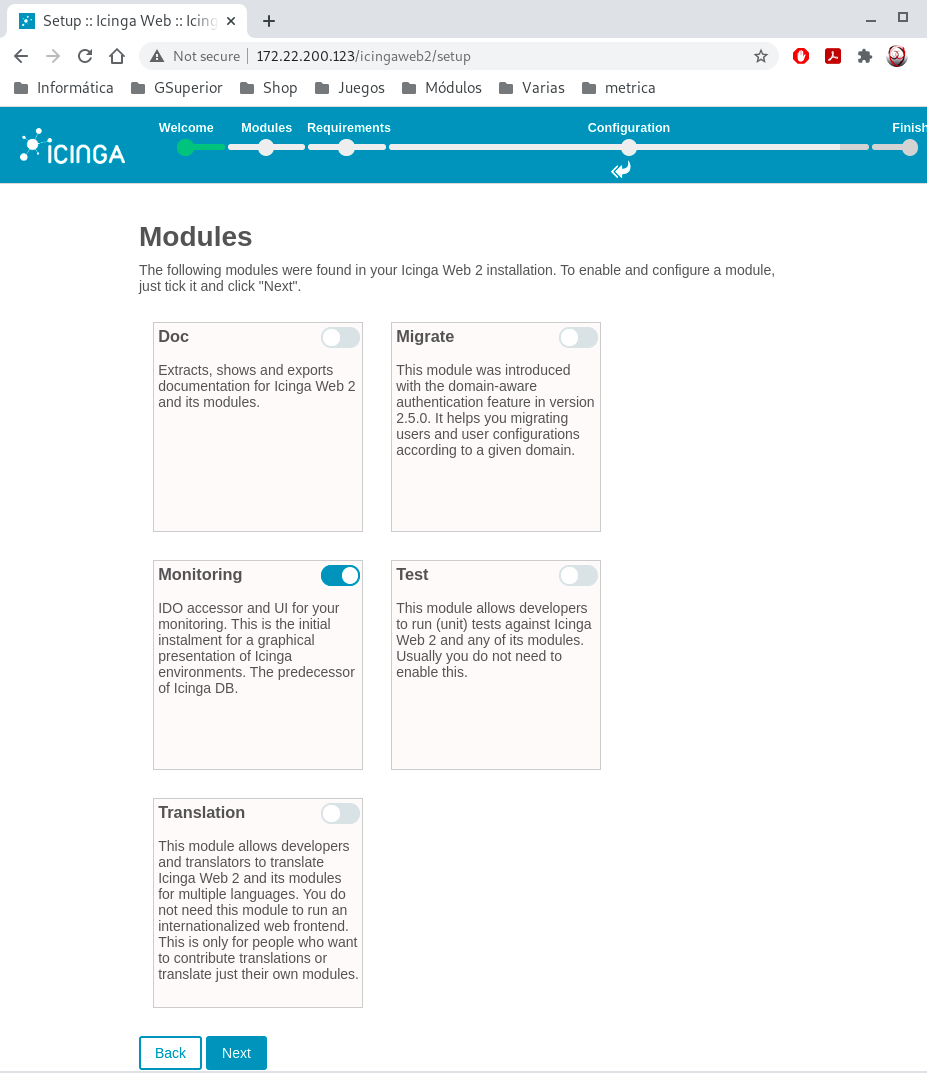 Setup :: Icinga Web :: Icing
Not secure 172.22.200.123/icingaweb2/setup
Informática GSuperior Shop Juegos Módulos Varias metrica
Welcome Modules Requirements Configuration Finish
ICINGA
Modules
The following modules were found in your Icinga Web 2 installation. To enable and configure a module,
just tick it and click "Next".
Doc
Extracts, shows and exports
documentation for Icinga Web 2
and its modules.
Migrate
This module was introduced
with the domain-aware
authentication feature in version
2.5.0. It helps you migrating
users and user configurations
according to a given domain.
Monitoring
IDO accessor and UI for your
monitoring. This is the initial
instalment for a graphical
presentation of Icinga
environments. The predecessor
of Icinga DB.
Test
This module allows developers
to run (unit) tests against Icinga
Web 2 and any of its modules.
Usually you do not need to
enable this.
Translation
This module allows developers
and translators to translate
Icinga Web 2 and its modules
for multiple languages. You do
not need this module to run an
internationalized web frontend.
This is only for people who want
to contribute translations or
translate just their own modules.
Back Next